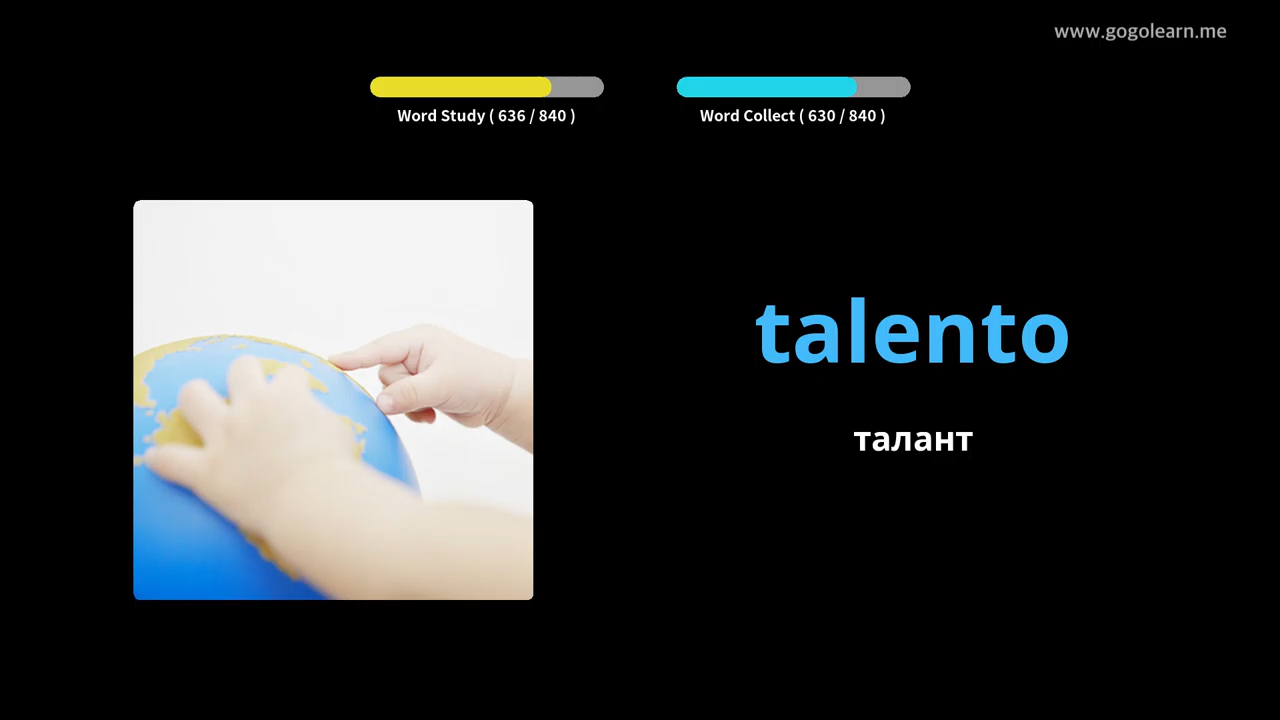 www.gogolearn.me
Word Study ( 636 / 840 )
Word Collect ( 630 / 840 )
talento
талант